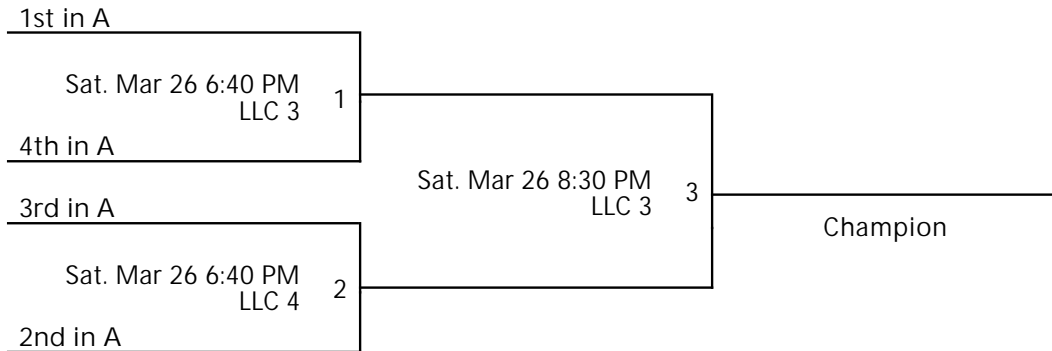 1st in A
Sat. Mar 26 6:40 PM
LLC 3
1
4th in A
Sat. Mar 26 8:30 PM
LLC 3
3
Champion
3rd in A
Sat. Mar 26 6:40 PM
LLC 4
2
2nd in A